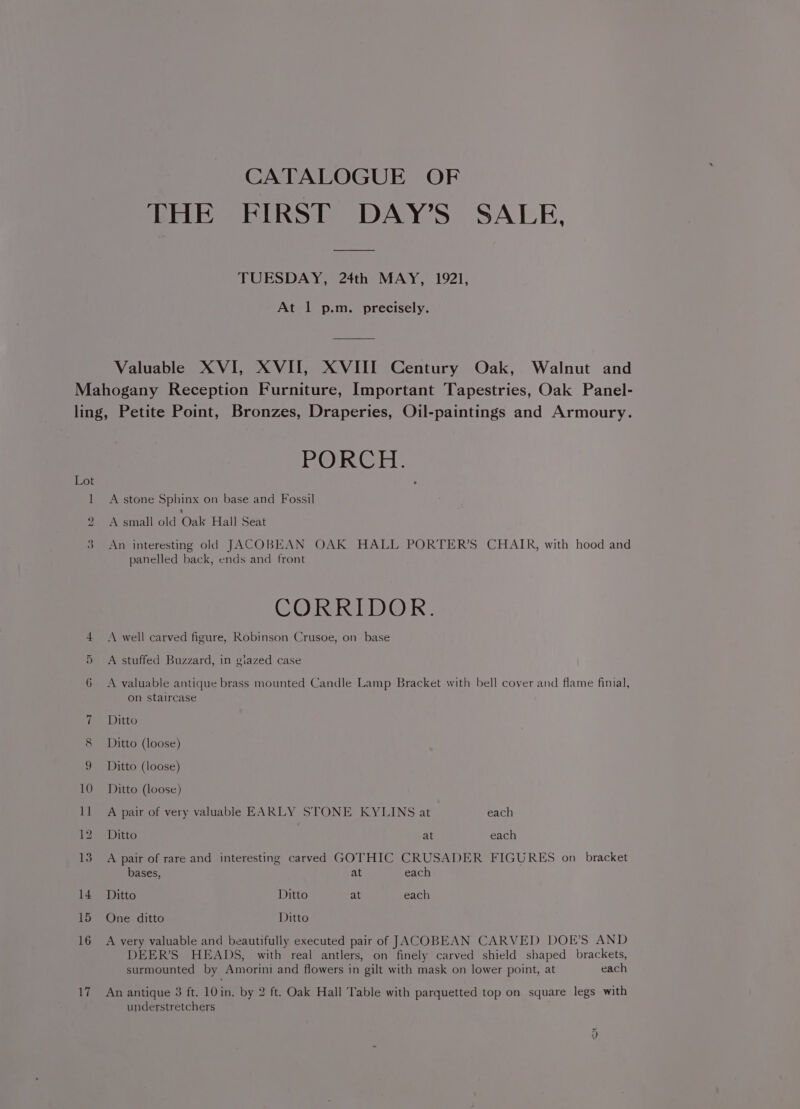 CATALOGUE OF
THE FIRST DAY'S SALE,
TUESDAY, 24th MAY, 1921,
At 1 p.m. precisely.
Valuable XVI, XVII, XVIII Century Oak, Walnut and
Mahogany Reception Furniture, Important Tapestries, Oak Panel-
ling, Petite Point, Bronzes, Draperies, Oil-paintings and Armoury.
PORCH.
Lot
1 A stone Sphinx on base and Fossil
2 A small old Oak Hall Seat
3 An interesting old JACOBEAN OAK HALL PORTER'S CHAIR, with hood and
panelled back, ends and front
CORRIDOR.
4 A well carved figure, Robinson Crusoe, on base
5 A stuffed Buzzard, in glazed case
6 A valuable antique brass mounted Candle Lamp Bracket with bell cover and flame finial,
on staircase
7 Ditto
8 Ditto (loose)
9 Ditto (loose)
10 Ditto (loose)
11 A pair of very valuable EARLY STONE KYLINS at each
12 Ditto at each
13 A pair of rare and interesting carved GOTHIC CRUSADER FIGURES on bracket
bases, at each
14 Ditto Ditto at each
15 One ditto Ditto
16 A very valuable and beautifully executed pair of JACOBEAN CARVED DOE'S AND
DEER'S HEADS, with real antlers, on finely carved shield shaped brackets,
surmounted by Amorini and flowers in gilt with mask on lower point, at each
17 An antique 3 ft. 10 in. by 2 ft. Oak Hall Table with parquetted top on square legs with
understretchers
5